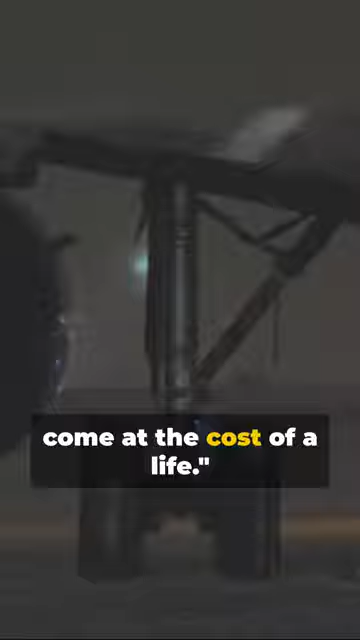 come at the cost of a
life."